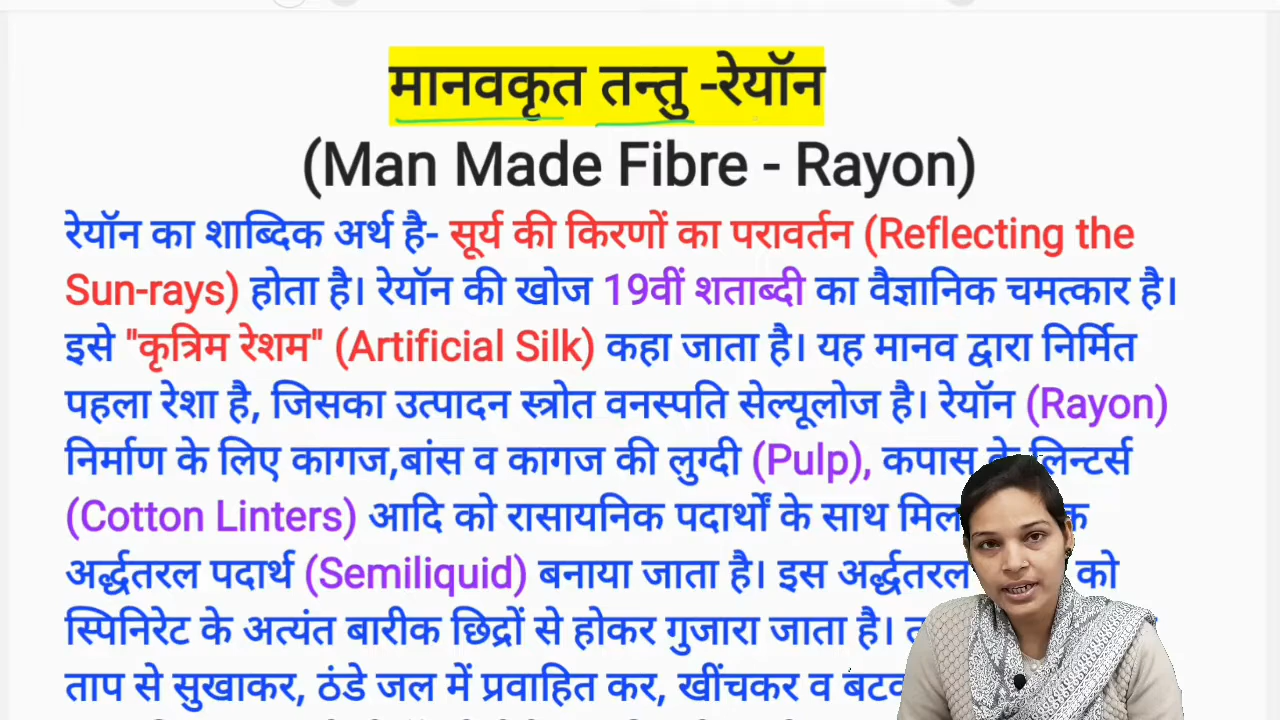 मानवकृत तन्तु -रेयॉन
(Man Made Fibre - Rayon)
रेयॉन का शाब्दिक अर्थ है- सूर्य की किरणों का परावर्तन (Reflecting the
Sun-rays) होता है। रेयॉन की खोज 19वीं शताब्दी का वैज्ञानिक चमत्कार है।
इसे "कृत्रिम रेशम" (Artificial Silk) कहा जाता है। यह मानव द्वारा निर्मित
पहला रेशा है, जिसका उत्पादन स्त्रोत वनस्पति सेल्यूलोज है। रेयॉन (Rayon)
निर्माण के लिए कागज,बांस व कागज की लुग्दी (Pulp), कपास के लिन्टर्स
(Cotton Linters) आदि को रासायनिक पदार्थों के साथ
अर्द्धतरल पदार्थ (Semiliquid) बनाया जाता है। इस अर्द्धतरल को
स्पिनिरेट के अत्यंत बारीक छिद्रों से होकर गुजारा जाता है।
ताप से सुखाकर, ठंडे जल में प्रवाहित कर, खींचकर व